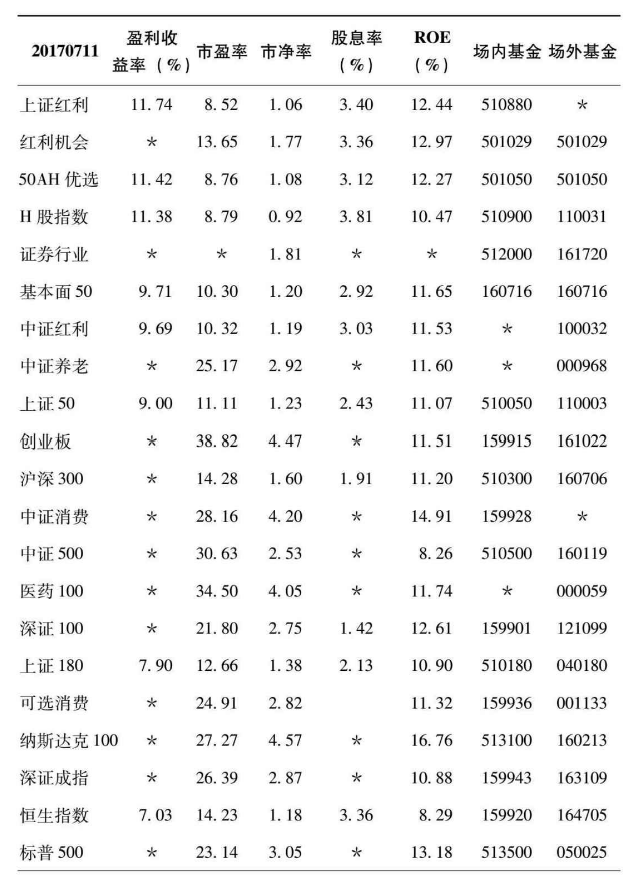 20170711 盈利收益率（%） 市盈率 市净率 股息率（%） ROE（%） 场内基金 场外基金
上证红利 11.74 8.52 1.06 3.40 12.44 510880 *
红利机会 * 13.65 1.77 3.36 12.97 501029 501029
50AH 优选 11.42 8.76 1.08 3.12 12.27 501050 501050
H 股指数 11.38 8.79 0.92 3.81 10.47 510900 110031
证券行业 * * 1.81 * * 512000 161720
基本面 50 9.71 10.30 1.20 2.92 11.65 160716 160716
中证红利 9.69 10.32 1.19 3.03 11.53 * 100032
中证养老 * 25.17 2.92 * 11.60 * 000968
上证 50 9.00 11.11 1.23 2.43 11.07 510050 110003
创业板 * 38.82 4.47 * 11.51 159915 161022
沪深 300 * 14.28 1.60 1.91 11.20 510300 160706
中证消费 * 28.16 4.20 * 14.91 159928 *
中证 500 * 30.63 2.53 * 8.26 510500 160119
医药 100 * 34.50 4.05 * 11.74 * 000059
深证 100 * 21.80 2.75 1.42 12.61 159901 121099
上证 180 7.90 12.66 1.38 2.13 10.90 510180 040180
可选消费 * 24.91 2.82 11.32 159936 001133
纳斯达克 100 * 27.27 4.57 * 16.76 513100 160213
深证成指 * 26.39 2.87 * 10.88 159943 163109
恒生指数 7.03 14.23 1.18 3.36 8.29 159920 164705
标普 500 * 23.14 3.05 * 13.18 513500 050025